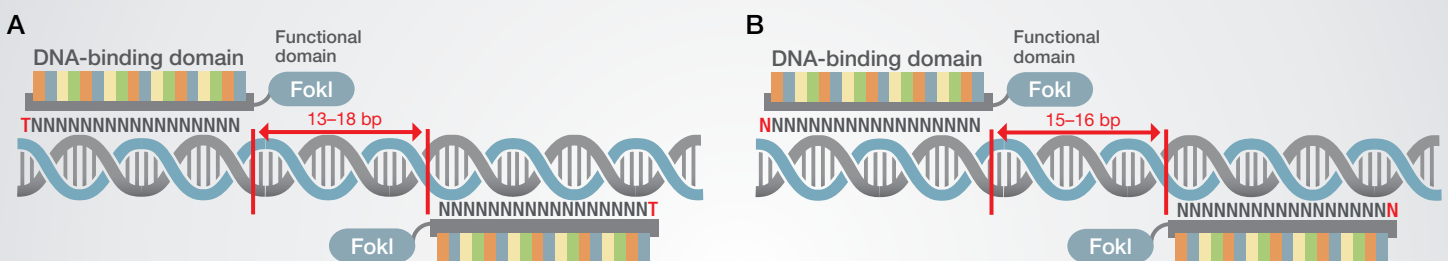 A
DNA-binding domain
Functional
domain
FokI
TNNNNNNNNNNNNNNNNN
13–18 bp
NNNNNNNNNNNNNNNNNT
FokI
B
DNA-binding domain
Functional
domain
FokI
NNNNNNNNNNNNNNNNNN
15–16 bp
NNNNNNNNNNNNNNNNNN
FokI